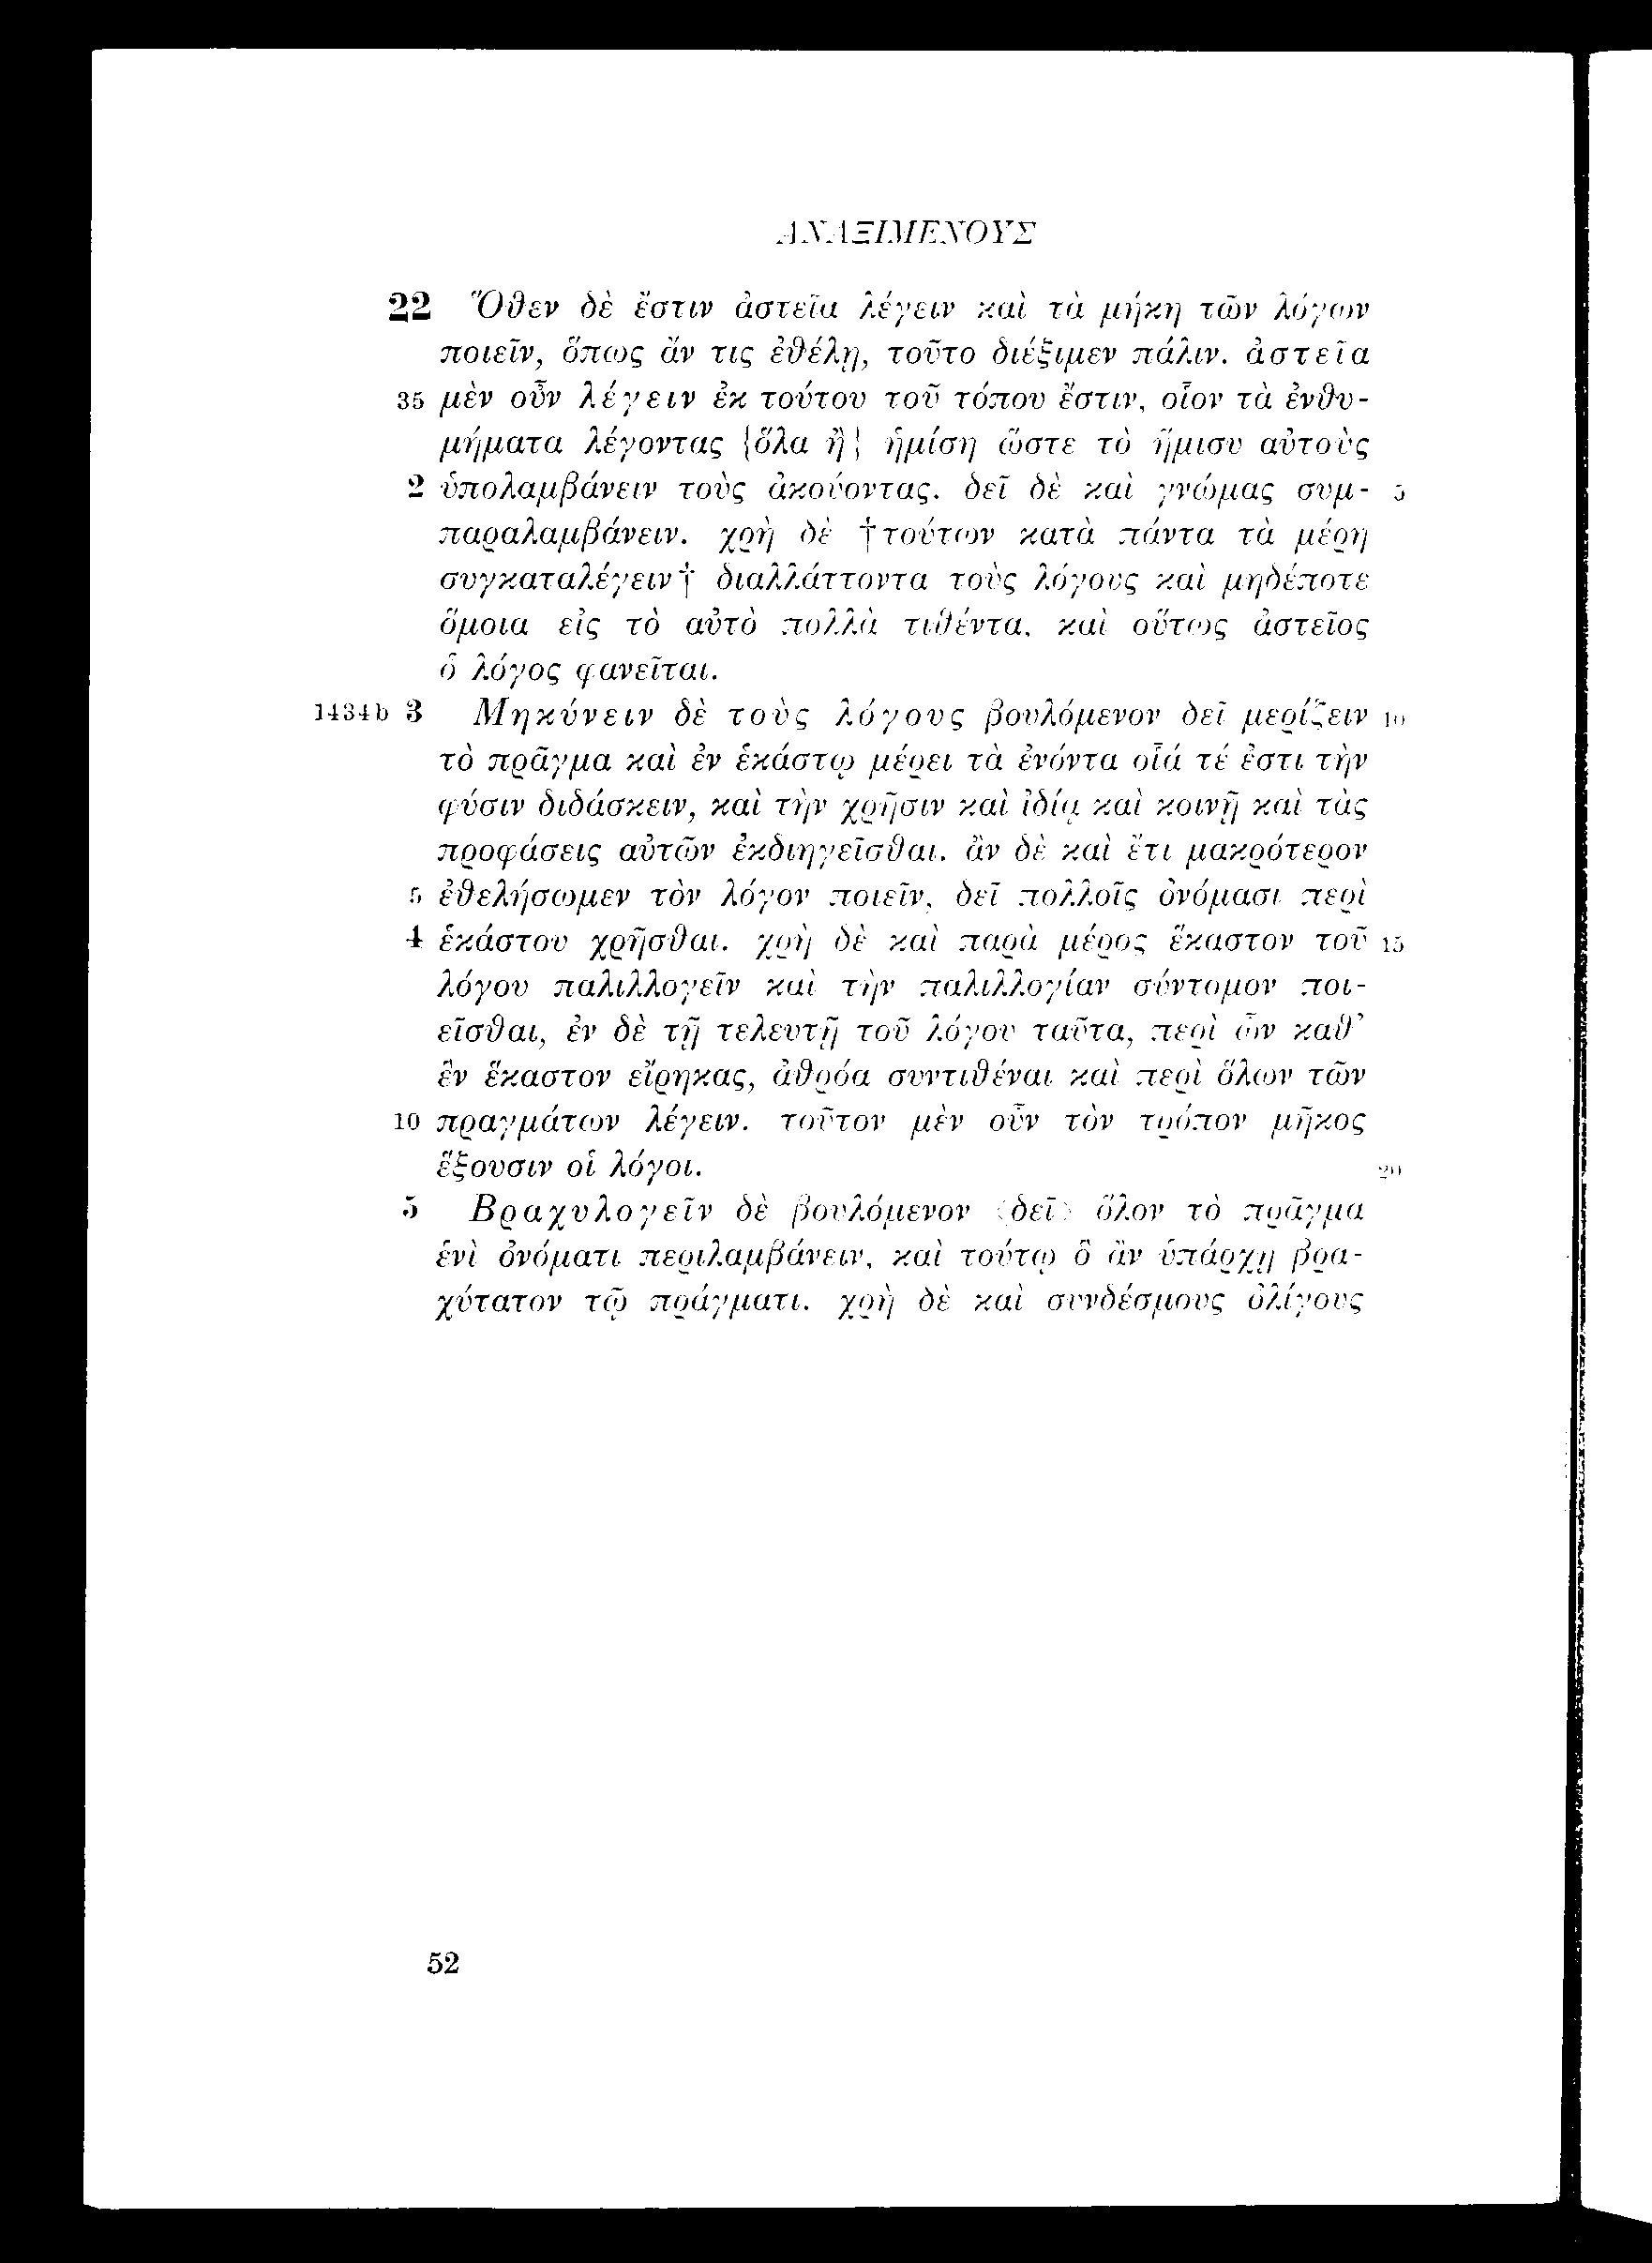 ΑΝΑΞΙΜΕΝΟΥΣ
22 Ὅθεν δὲ ἔστιν ἀστεῖα λέγειν καὶ τὰ μήκη τῶν λόγων
ποιεῖν, ὅπως ἄν τις ἐθέλῃ, τοῦτο διέξιμεν πάλιν. ἀστεῖα
35 μὲν οὖν λέγειν ἐκ τούτου τοῦ τόπου ἔστιν, οἷον τὰ ἐνθυ-
μήματα λέγοντας {ὅλα ἢ} ἡμίση ὥστε τὸ ἥμισυ αὐτοὺς
2 ὑπολαμβάνειν τοὺς ἀκούοντας. δεῖ δὲ καὶ γνώμας συμ- 5
παραλαμβάνειν. χρὴ δὲ †τούτων κατὰ πάντα τὰ μέρη
συγκαταλέγειν† διαλλάττοντα τοὺς λόγους καὶ μηδέποτε
ὅμοια εἰς τὸ αὐτὸ πολλὰ τιθέντα, καὶ οὕτως ἀστεῖος
ὁ λόγος φανεῖται.
1434b 3 Μηκύνειν δὲ τοὺς λόγους βουλόμενον δεῖ μερίζειν 10
τὸ πρᾶγμα καὶ ἐν ἑκάστῳ μέρει τὰ ἐνόντα οἷά τέ ἐστι τὴν
φύσιν διδάσκειν, καὶ τὴν χρῆσιν καὶ ἰδίᾳ καὶ κοινῇ καὶ τὰς
προφάσεις αὐτῶν ἐκδιηγεῖσθαι. ἂν δὲ καὶ ἔτι μακρότερον
5 ἐθελήσωμεν τὸν λόγον ποιεῖν, δεῖ πολλοῖς ὀνόμασι περὶ
4 ἑκάστου χρῆσθαι. χρὴ δὲ καὶ παρὰ μέρος ἕκαστον τοῦ 15
λόγου παλιλλογεῖν καὶ τὴν παλιλλογίαν σύντομον ποι-
εῖσθαι, ἐν δὲ τῇ τελευτῇ τοῦ λόγου ταῦτα, περὶ ὧν καθ’
ἓν ἕκαστον εἴρηκας, ἀθρόα συντιθέναι καὶ περὶ ὅλων τῶν
10 πραγμάτων λέγειν. τοῦτον μὲν οὖν τὸν τρόπον μῆκος
ἕξουσιν οἱ λόγοι. 20
5 Βραχυλογεῖν δὲ βουλόμενον ⟨δεῖ⟩ ὅλον τὸ πρᾶγμα
ἑνὶ ὀνόματι περιλαμβάνειν, καὶ τούτῳ ὃ ἂν ὑπάρχῃ βρα-
χύτατον τῷ πράγματι. χρὴ δὲ καὶ συνδέσμους ὀλίγους
52